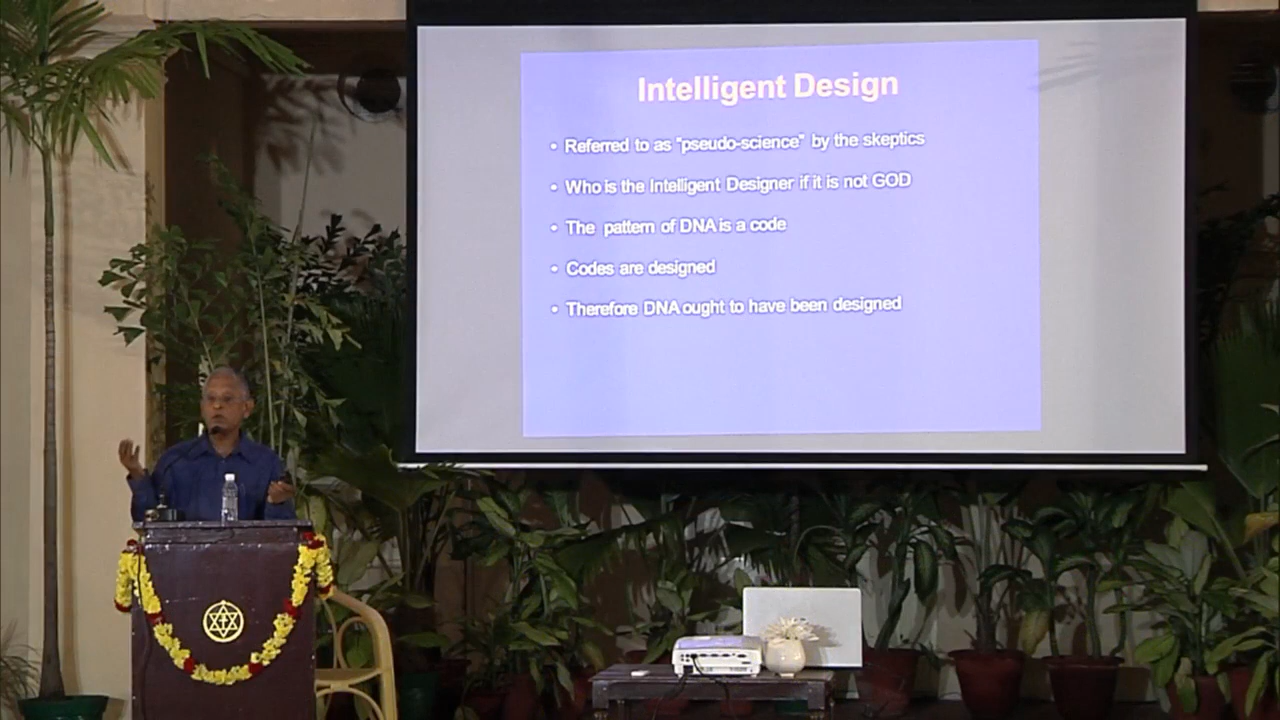 Intelligent Design
• Referred to as "pseudo-science" by the skeptics
• Who is the Intelligent Designer if it is not GOD
• The pattern of DNA is a code
• Codes are designed
• Therefore DNA ought to have been designed